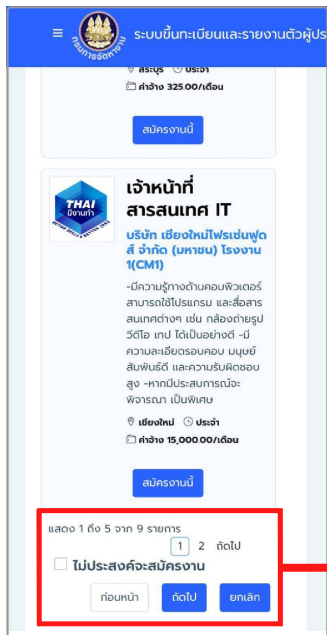 ระบบขึ้นทะเบียนและรายงานตัวผู้ประ
กรมการจัดหางาน
สระบุรี ประจำ
ค่าจ้าง 325.00/เดือน
สมัครงานนี้
THAI
มีงานทำ
เจ้าหน้าที่
สารสนเทศ IT
บริษัท เชียงใหม่โฟรเซ่นฟูด
ส์ จำกัด (มหาชน) โรงงาน
1(CM1)
-มีความรู้ทางด้านคอมพิวเตอร์
สามารถใช้โปรแกรม และสื่อสาร
สนเทศต่างๆ เช่น กล้องถ่ายรูป
วีดีโอ เทป ได้เป็นอย่างดี -มี
ความละเอียดรอบคอบ มนุษย์
สัมพันธ์ดี และความรับผิดชอบ
สูง -หากมีประสบการณ์จะ
พิจารณา เป็นพิเศษ
เชียงใหม่ ประจำ
ค่าจ้าง 15,000.00/เดือน
สมัครงานนี้
แสดง 1 ถึง 5 จาก 9 รายการ
1 2 ถัดไป
ไม่ประสงค์จะสมัครงาน
ก่อนหน้า ถัดไป ยกเลิก